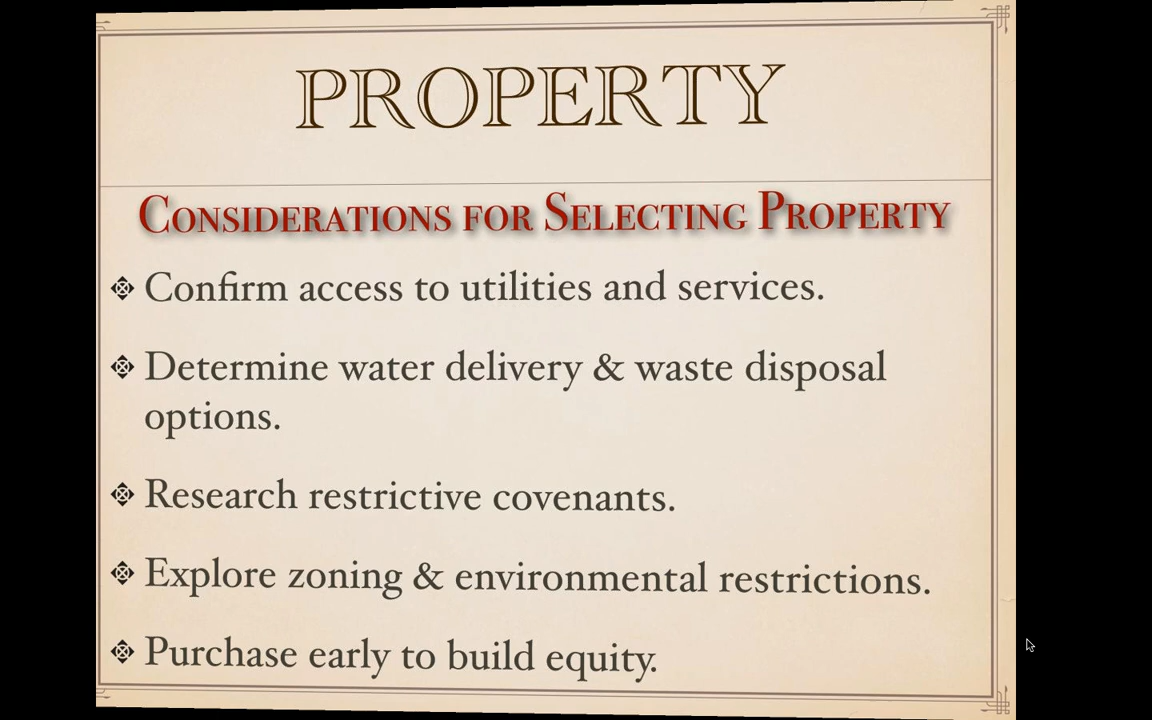 PROPERTY
Considerations for Selecting Property
Confirm access to utilities and services.
Determine water delivery & waste disposal
options.
Research restrictive covenants.
Explore zoning & environmental restrictions.
Purchase early to build equity.